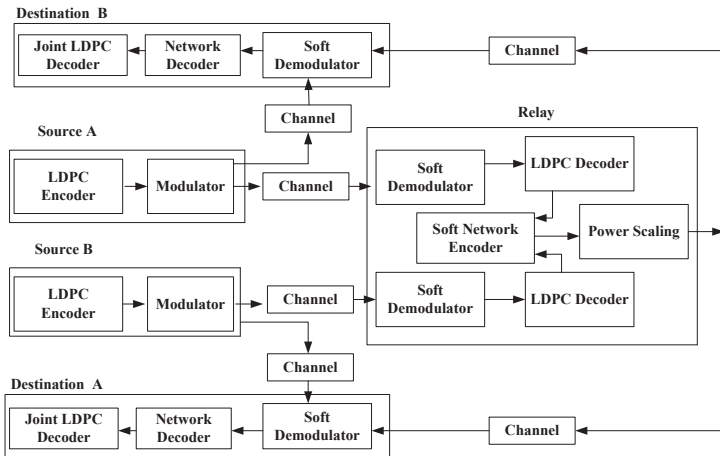 Destination B
Joint LDPC
Decoder
Network
Decoder
Soft
Demodulator
Channel
Channel
Source A
LDPC
Encoder
Modulator
Channel
Relay
Soft
Demodulator
LDPC Decoder
Soft Network
Encoder
Power Scaling
Soft
Demodulator
LDPC Decoder
Source B
LDPC
Encoder
Modulator
Channel
Channel
Destination A
Joint LDPC
Decoder
Network
Decoder
Soft
Demodulator
Channel